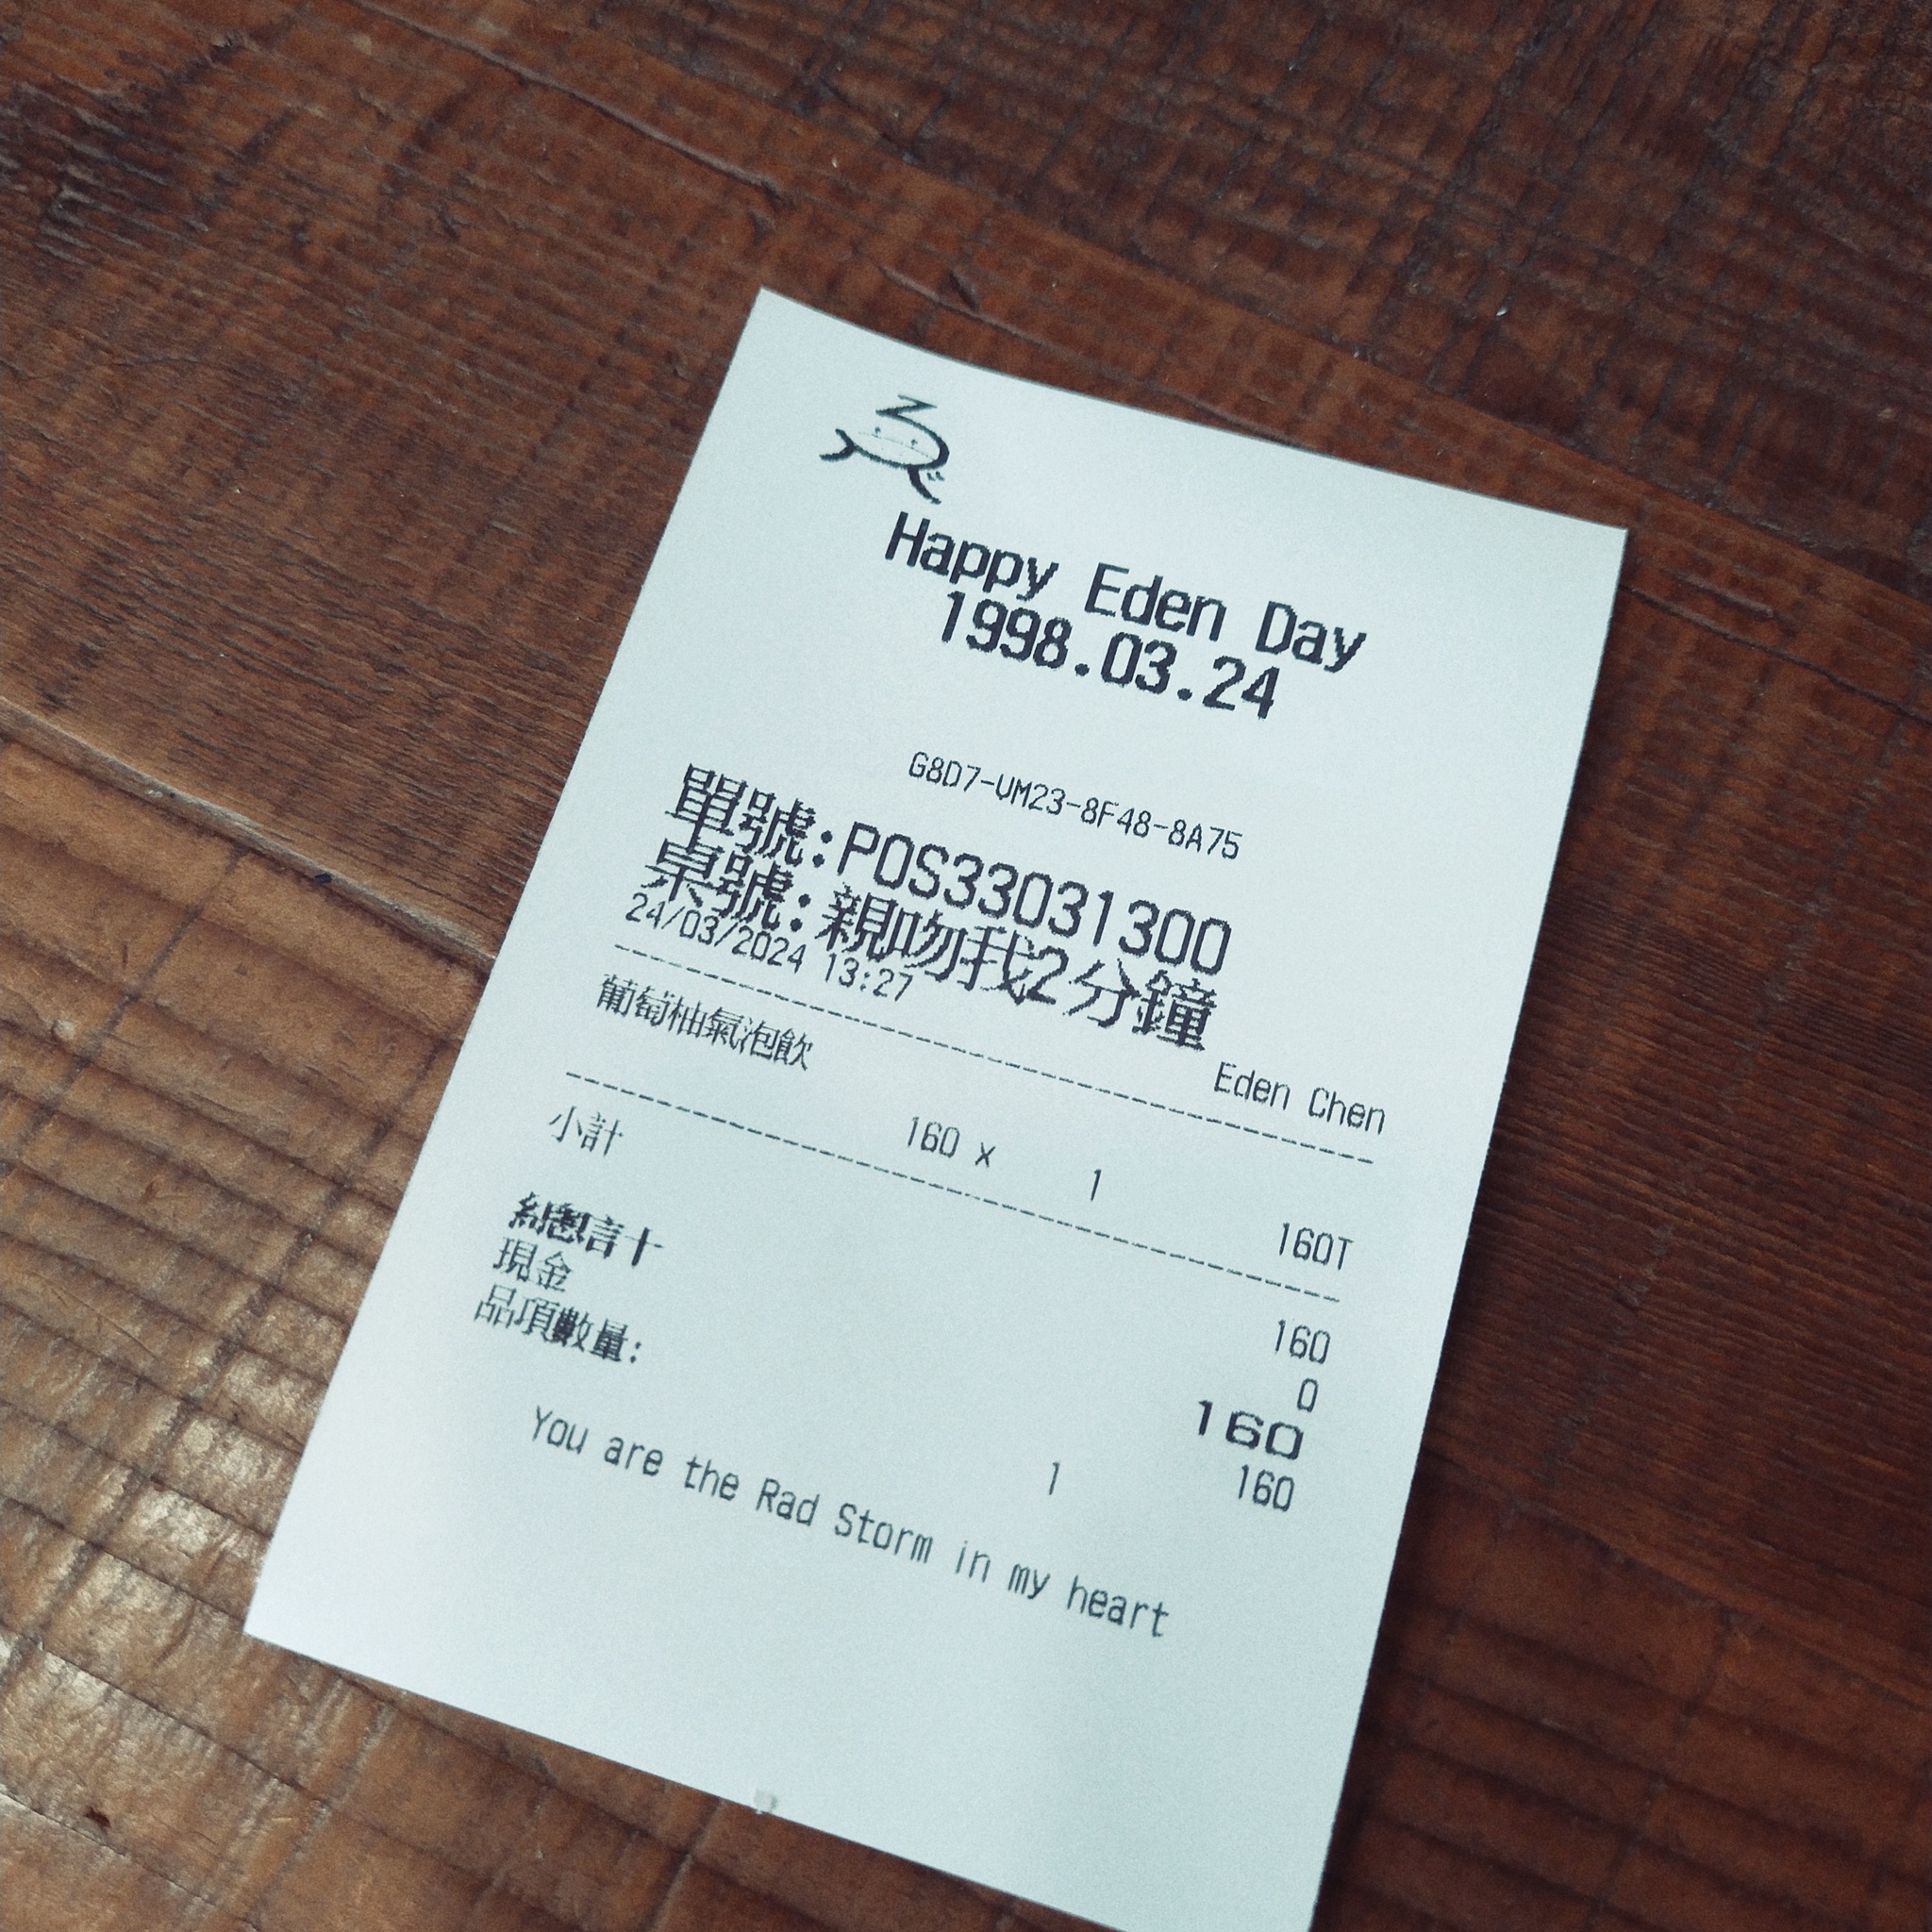 Happy Eden Day
1998.03.24
G8D7-VM23-8F48-8A75
單號:POS33031300
桌號:親吻我2分鐘
24/03/2024 13:27
Eden Chen
葡萄柚氣泡飲
160 x 1 160T
小計 160
0
總計 160
現金 160
品項數量: 1
You are the Rad Storm in my heart